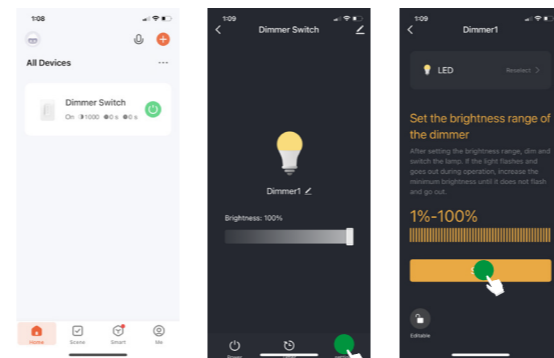 1:08
All Devices
Dimmer Switch
On 1000 0 s 0 s
Home
Scene
Smart
Me
1:09
Dimmer Switch
Dimmer1
Brightness: 100%
Power
1:09
Dimmer1
LED
Reselect
Set the brightness range of
the dimmer
After setting the brightness range, dim and
switch the lamp. If the light flashes and
goes out during operation, increase the
minimum brightness until it does not flash
and go out.
1%-100%
Editable